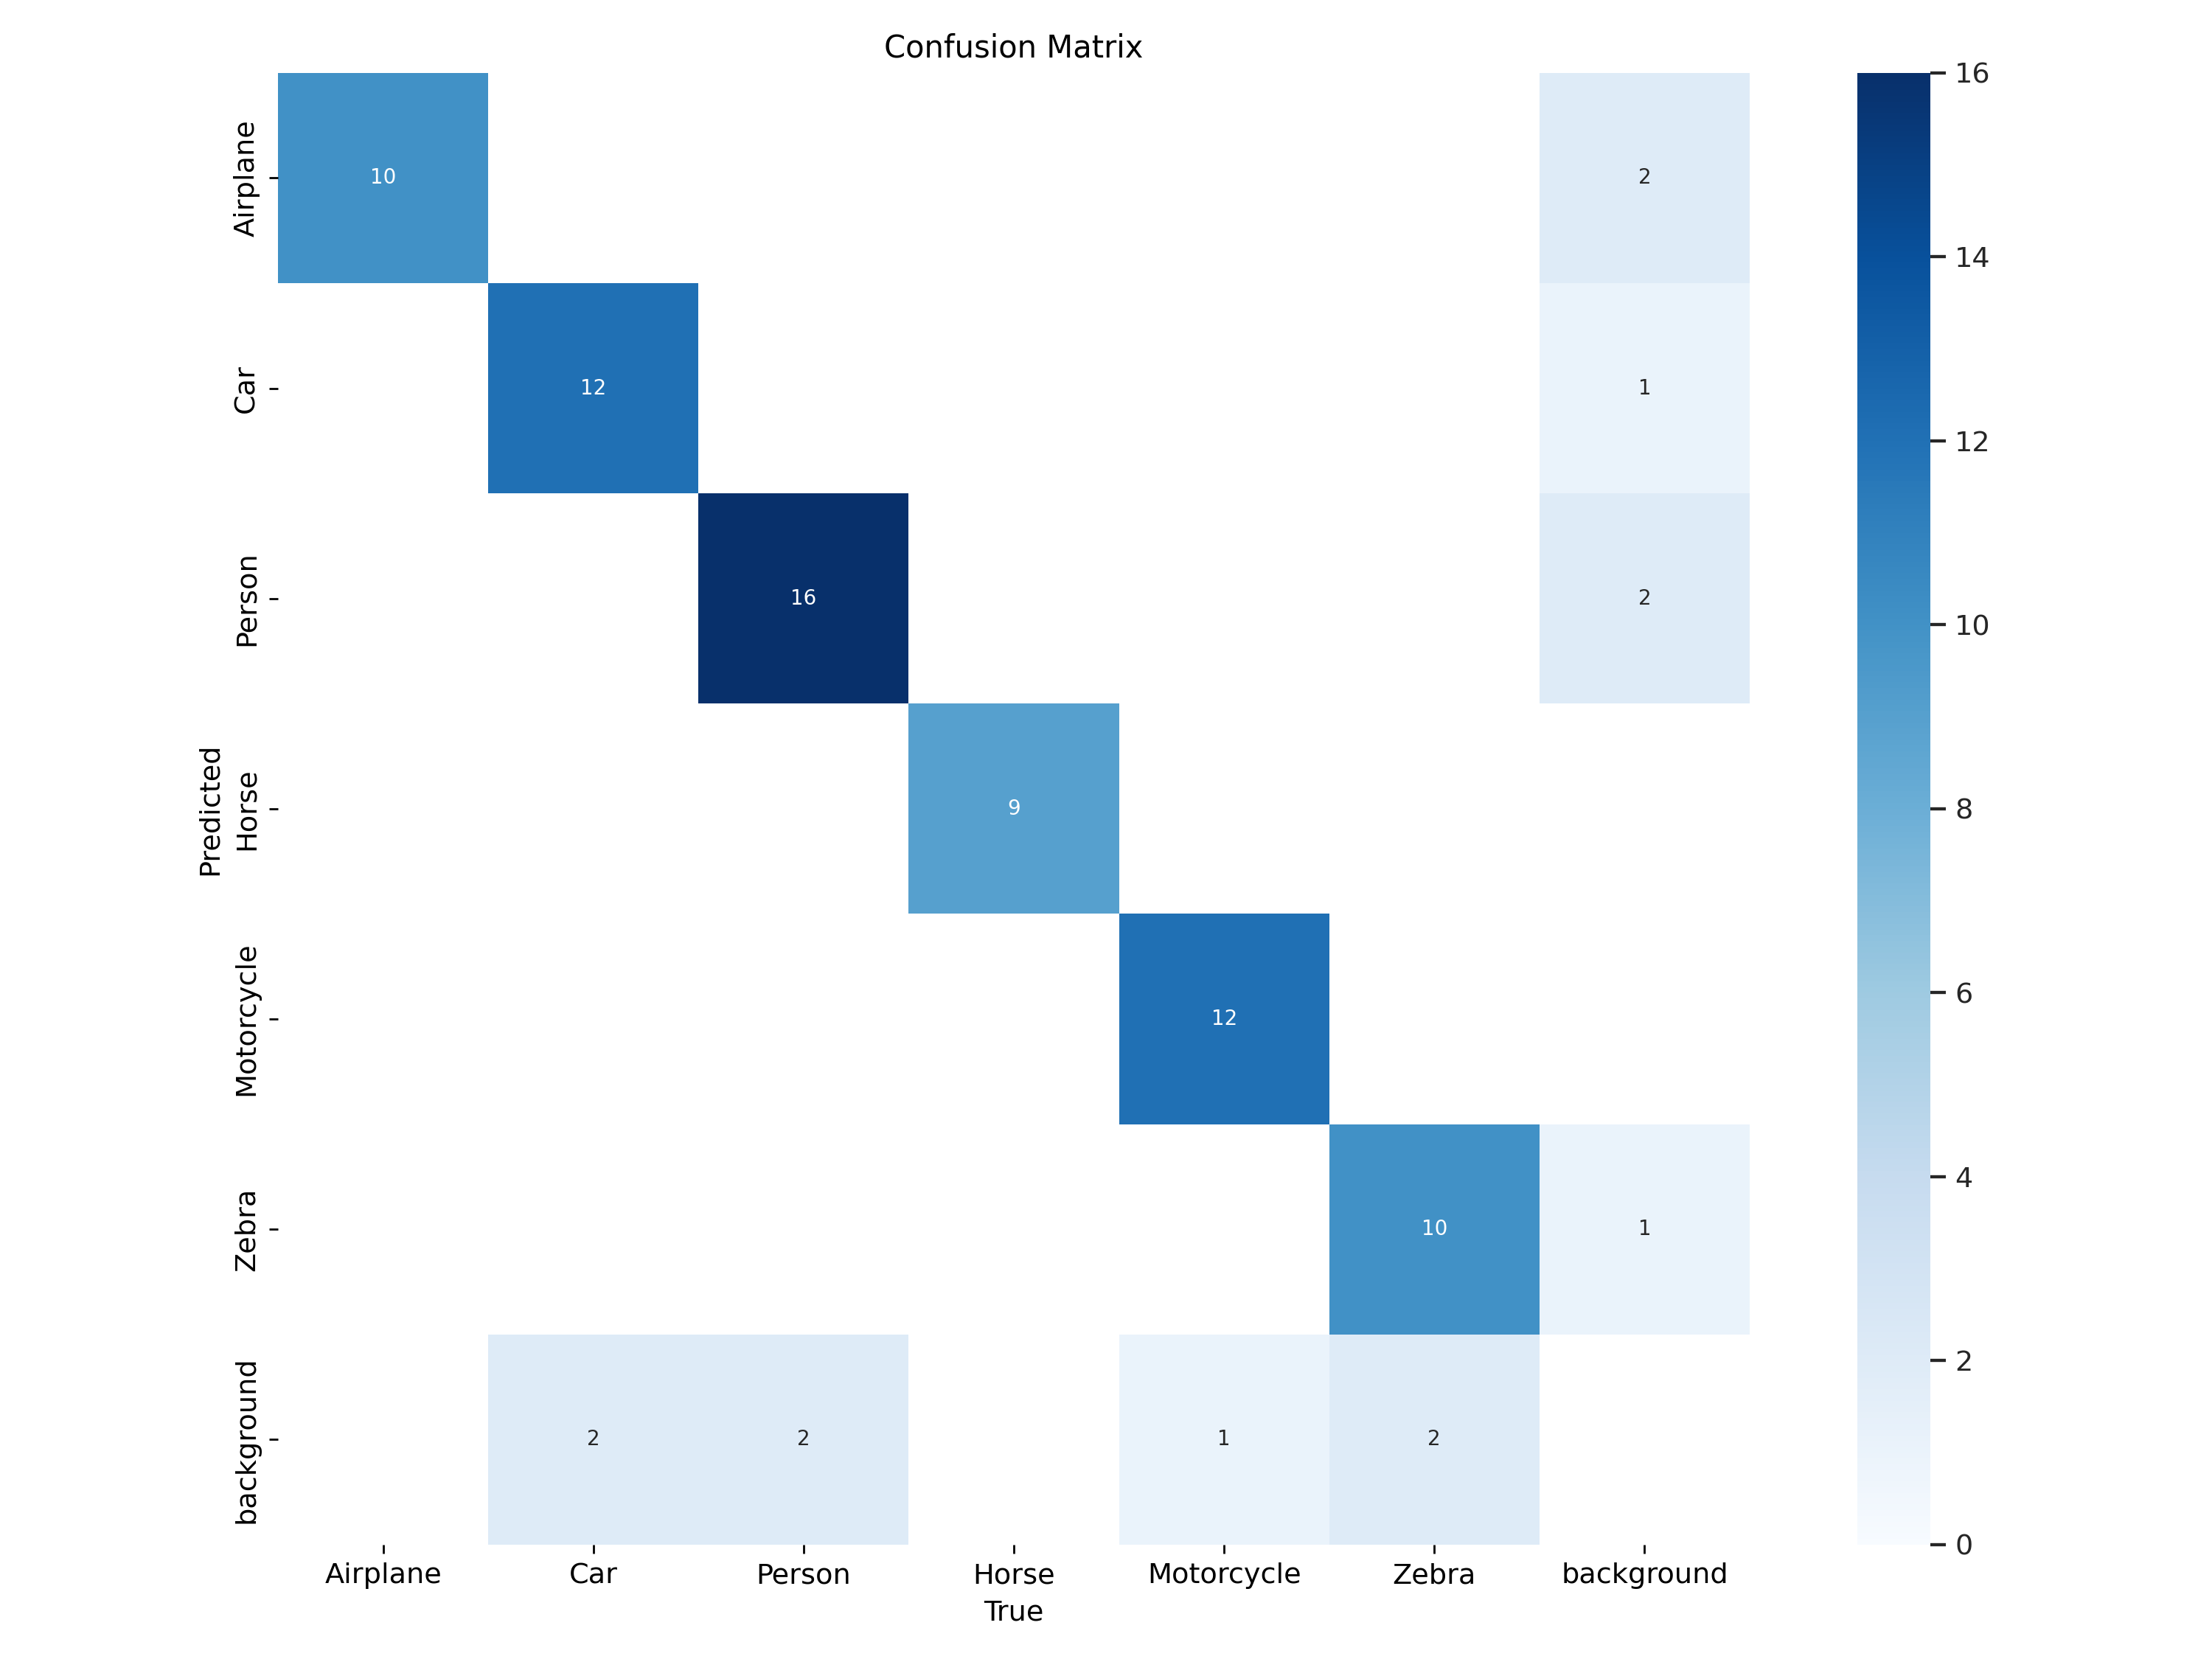 Confusion Matrix
Airplane
10
2
16
14
Car
12
1
12
Person
16
2
10
Predicted
Horse
9
8
Motorcycle
12
6
Zebra
10
1
4
background
2
2
1
2
2
0
Airplane
Car
Person
Horse
Motorcycle
Zebra
background
True